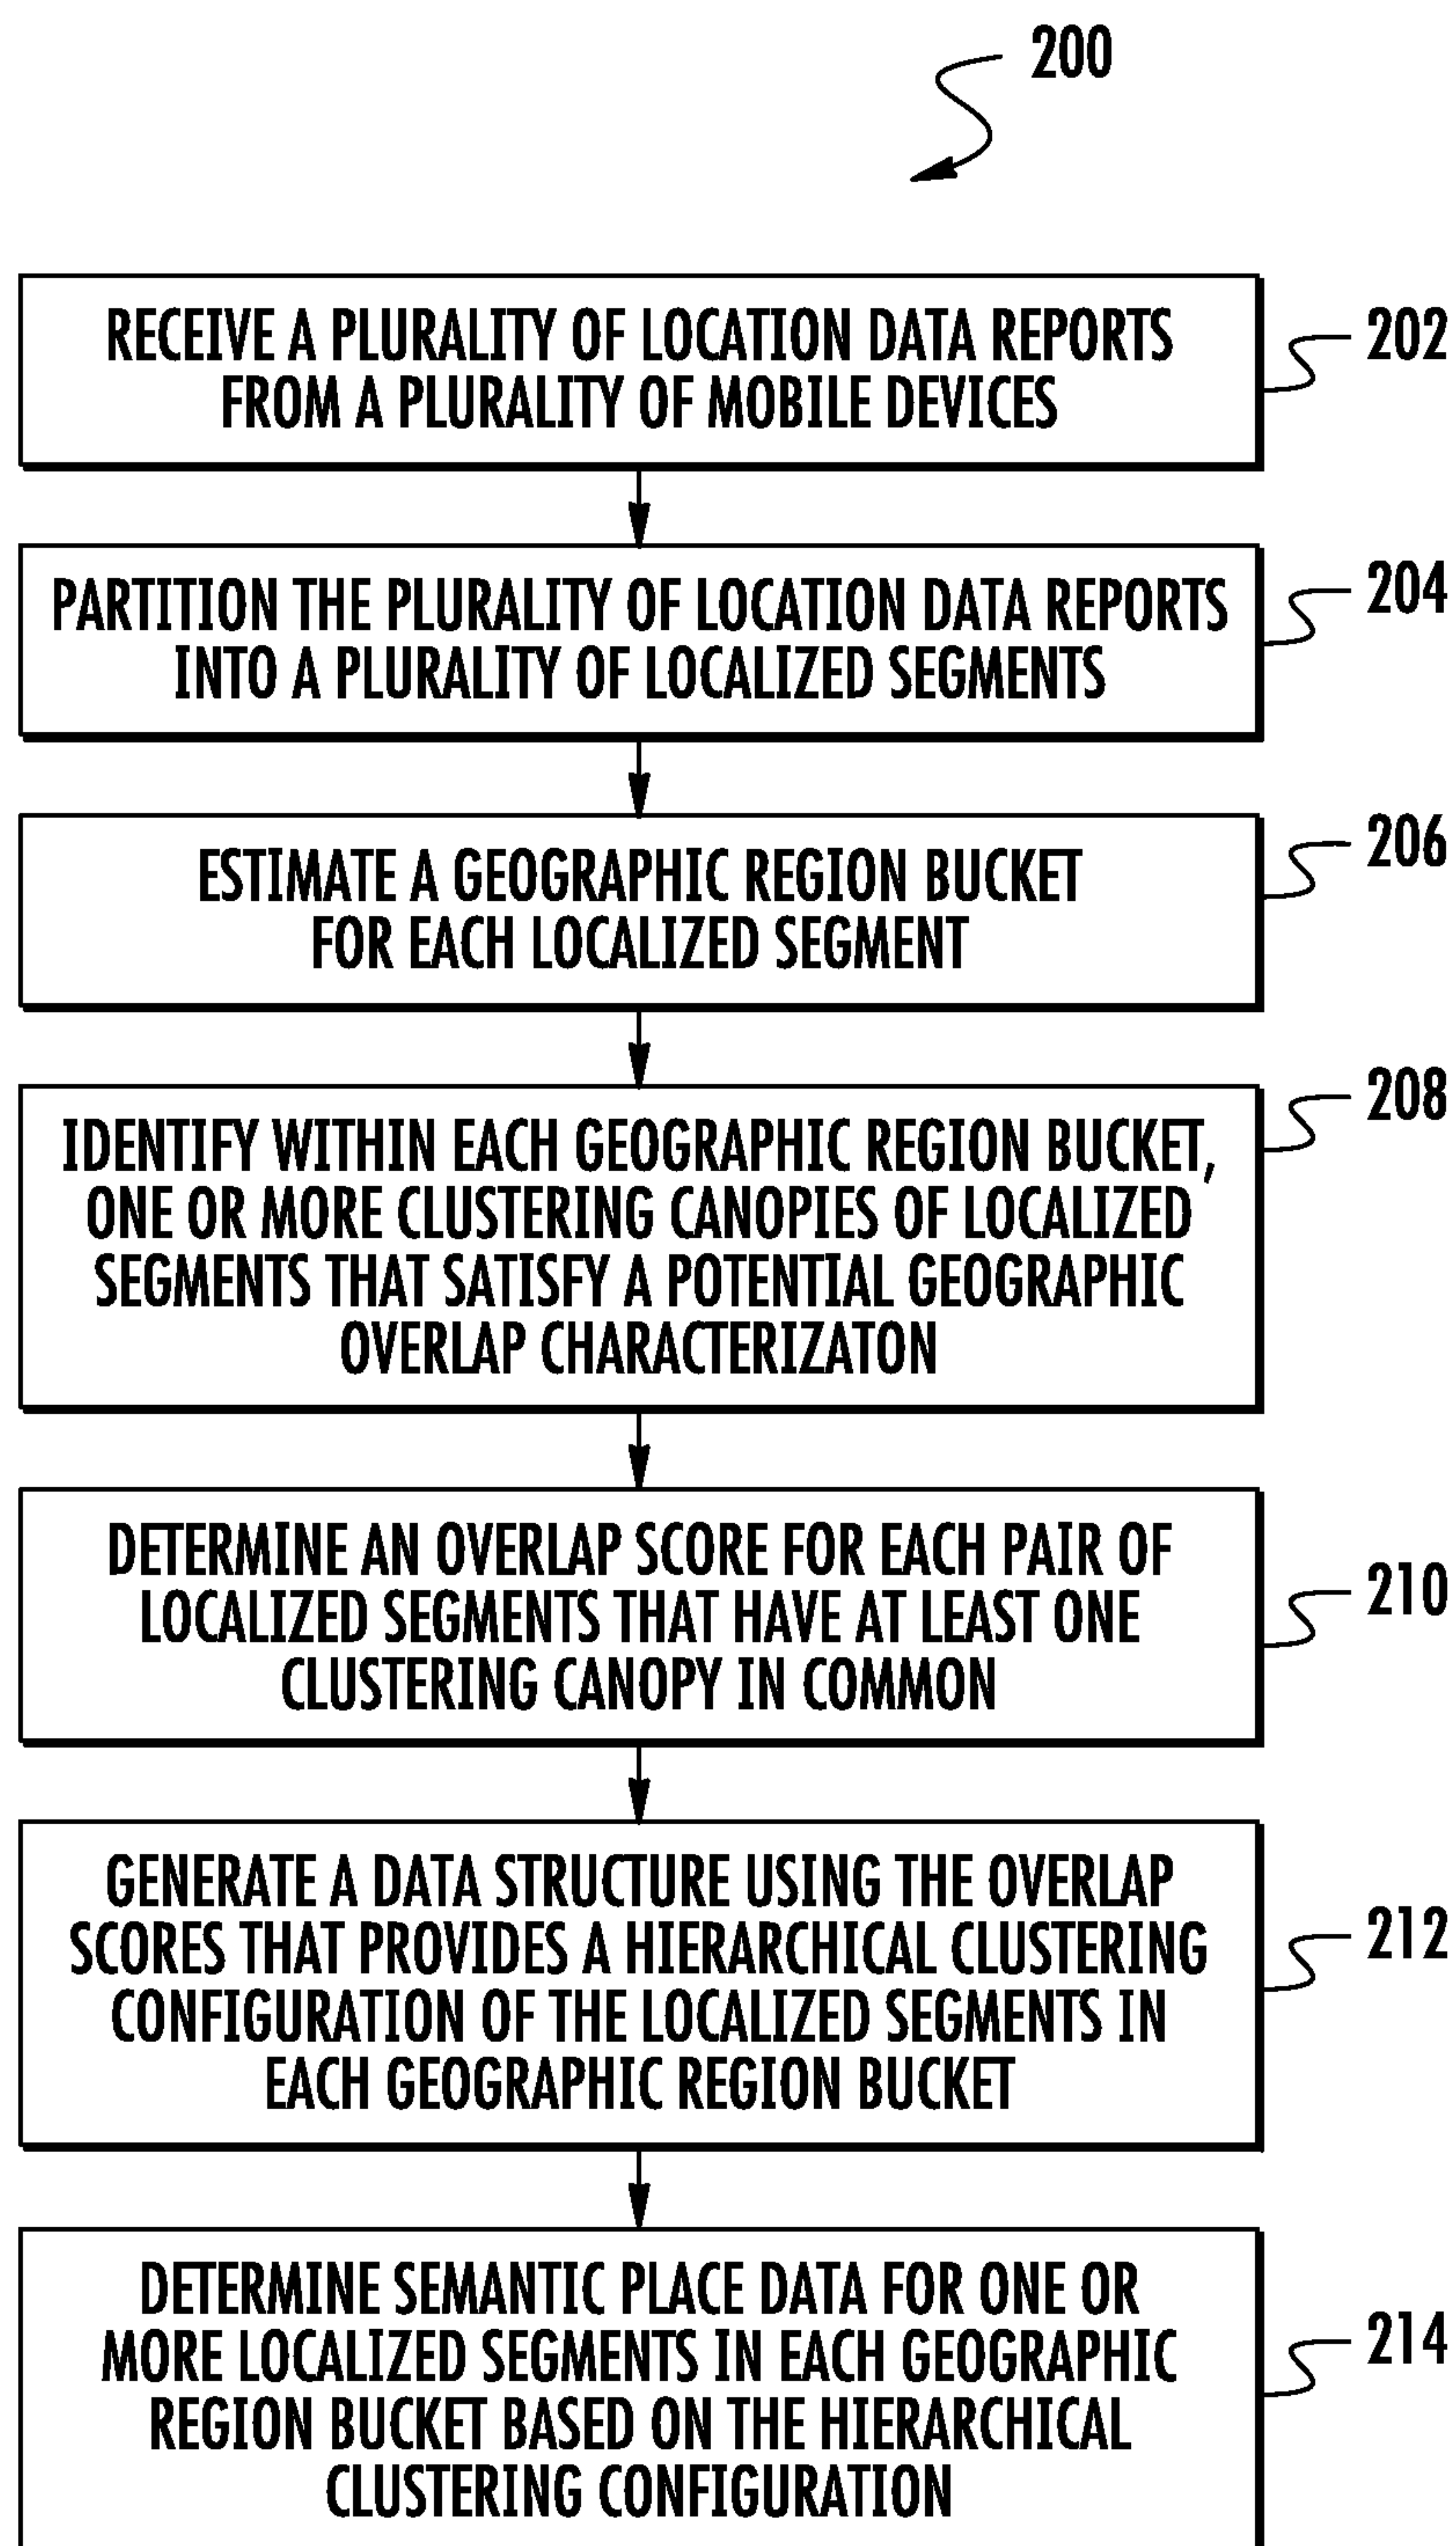 200
RECEIVE A PLURALITY OF LOCATION DATA REPORTS
FROM A PLURALITY OF MOBILE DEVICES
202
PARTITION THE PLURALITY OF LOCATION DATA REPORTS
INTO A PLURALITY OF LOCALIZED SEGMENTS
204
ESTIMATE A GEOGRAPHIC REGION BUCKET
FOR EACH LOCALIZED SEGMENT
206
IDENTIFY WITHIN EACH GEOGRAPHIC REGION BUCKET,
ONE OR MORE CLUSTERING CANOPIES OF LOCALIZED
SEGMENTS THAT SATISFY A POTENTIAL GEOGRAPHIC
OVERLAP CHARACTERIZATON
208
DETERMINE AN OVERLAP SCORE FOR EACH PAIR OF
LOCALIZED SEGMENTS THAT HAVE AT LEAST ONE
CLUSTERING CANOPY IN COMMON
210
GENERATE A DATA STRUCTURE USING THE OVERLAP
SCORES THAT PROVIDES A HIERARCHICAL CLUSTERING
CONFIGURATION OF THE LOCALIZED SEGMENTS IN
EACH GEOGRAPHIC REGION BUCKET
212
DETERMINE SEMANTIC PLACE DATA FOR ONE OR
MORE LOCALIZED SEGMENTS IN EACH GEOGRAPHIC
REGION BUCKET BASED ON THE HIERARCHICAL
CLUSTERING CONFIGURATION
214